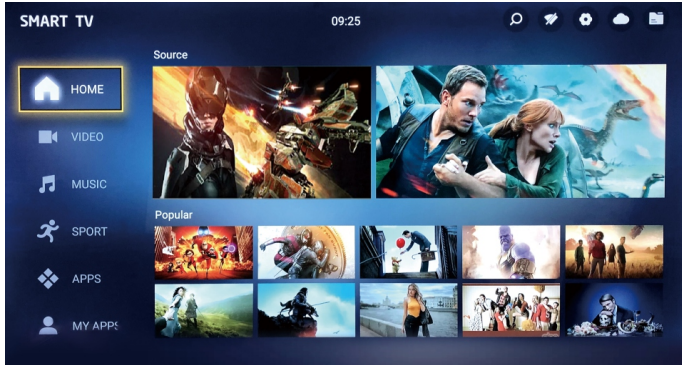 SMART TV
09:25
Source
HOME
VIDEO
MUSIC
SPORT
APPS
MY APPS
Popular